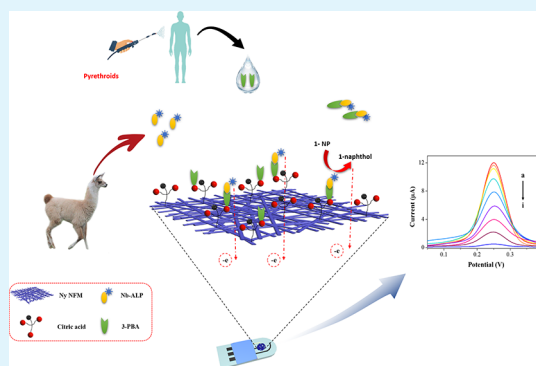 Pyrethroids
1- NP
1-naphthol
-e
-e
-e
Current (μA)
12
8
4
0
a
i
0.1
0.2
0.3
Potential (V)
Ny NFM
Nb-ALP
Citric acid
3-PBA